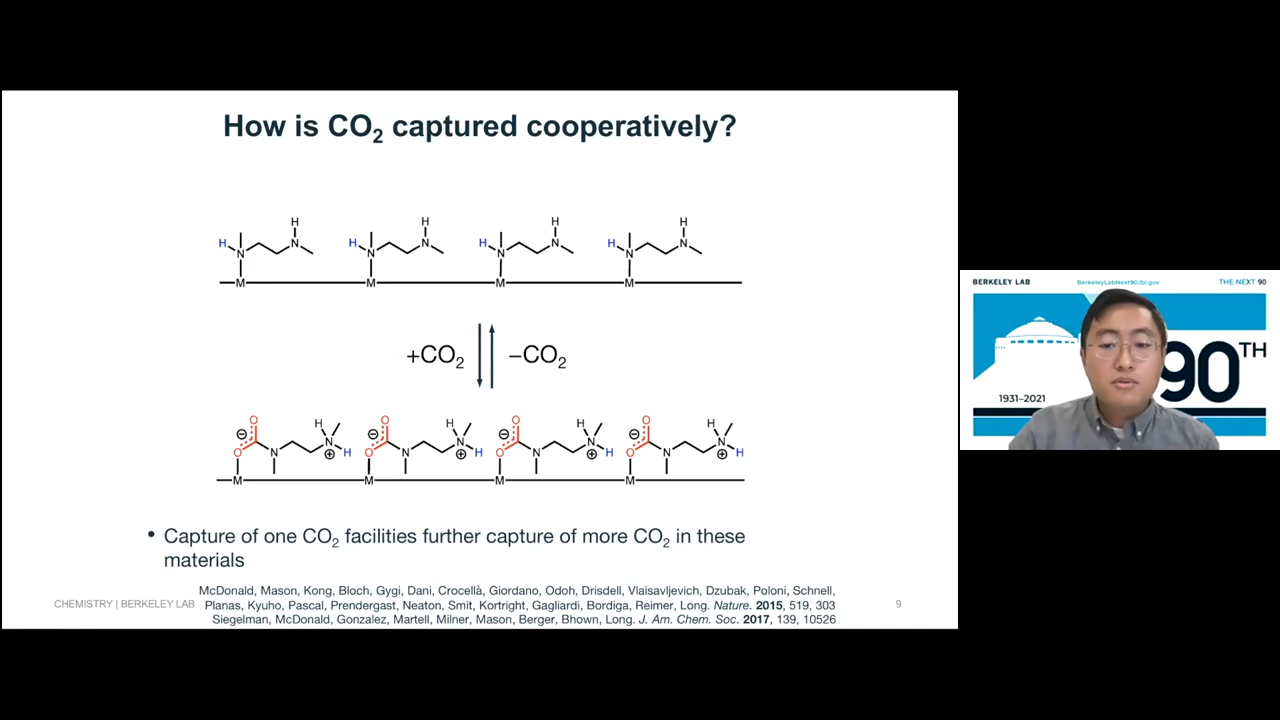 How is CO₂ captured cooperatively?
H H H H
H N N H N N H N N H N N
M M M M
+CO₂ −CO₂
O H O H O H O H
⊖ ⊖ ⊖ ⊖
O N N H O N N H O N N H O N N H
⊕ ⊕ ⊕ ⊕
M M M M
• Capture of one CO₂ facilities further capture of more CO₂ in these
materials
McDonald, Mason, Kong, Bloch, Gygi, Dani, Crocellà, Giordano, Odoh, Drisdell, Vlaisavljevich, Dzubak, Poloni, Schnell,
Planas, Kyuho, Pascal, Prendergast, Neaton, Smit, Kortright, Gagliardi, Bordiga, Reimer, Long. Nature. 2015, 519, 303
Siegelman, McDonald, Gonzalez, Martell, Milner, Mason, Berger, Bhown, Long. J. Am. Chem. Soc. 2017, 139, 10526
CHEMISTRY | BERKELEY LAB
9
BERKELEY LAB BerkeleyLabNext90.lbl.gov THE NEXT 90
90TH
1931–2021